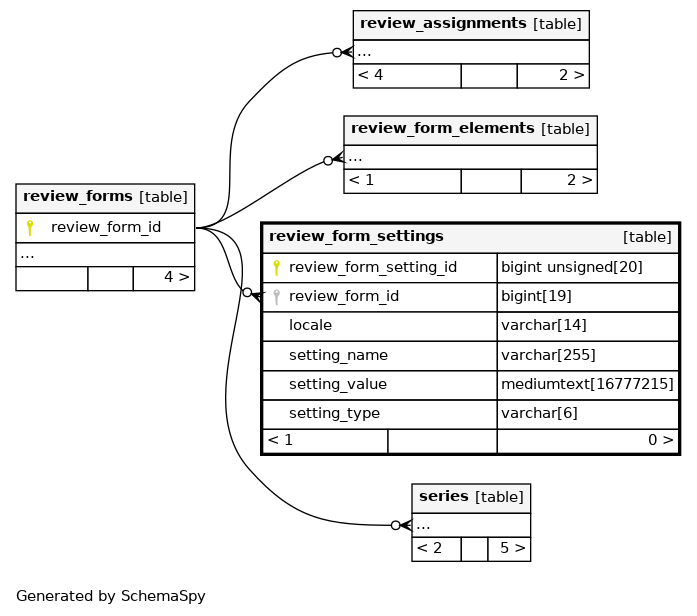 review_assignments [table]
...
< 4 2 >
review_form_elements [table]
...
< 1 2 >
review_forms [table]
review_form_id
...
4 >
review_form_settings [table]
review_form_setting_id bigint unsigned[20]
review_form_id bigint[19]
locale varchar[14]
setting_name varchar[255]
setting_value mediumtext[16777215]
setting_type varchar[6]
< 1 0 >
series [table]
...
< 2 5 >
Generated by SchemaSpy